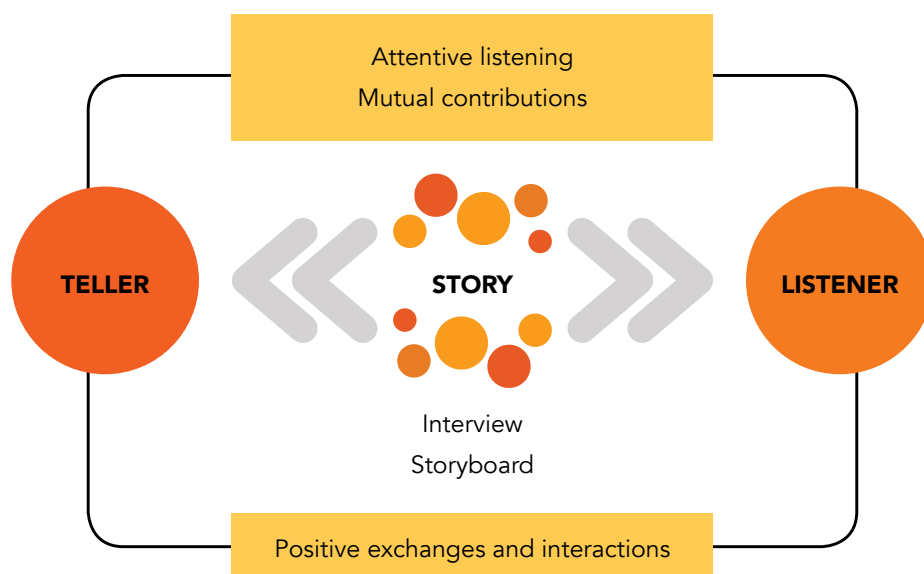 Attentive listening
Mutual contributions
TELLER
STORY
LISTENER
Interview
Storyboard
Positive exchanges and interactions